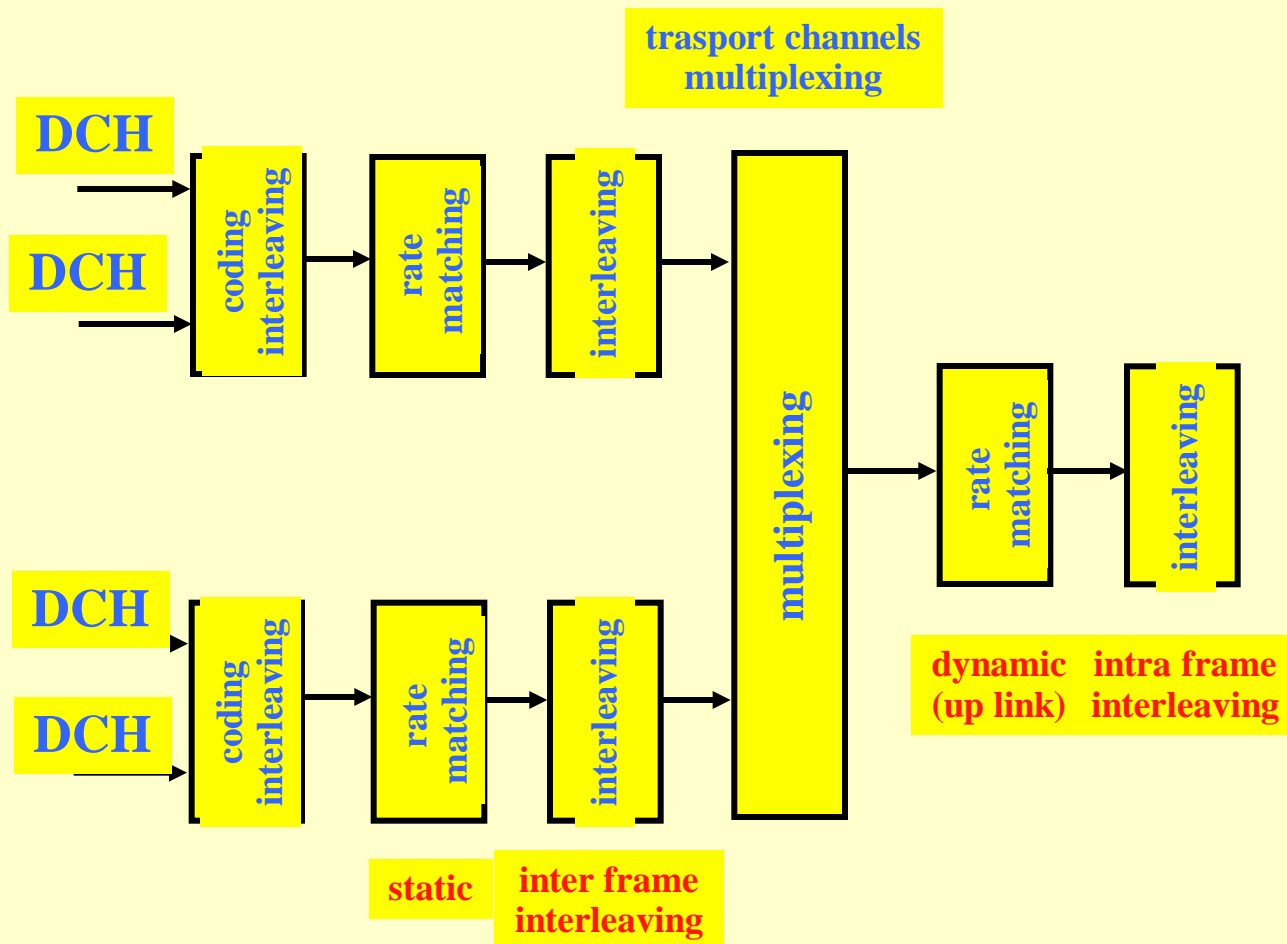 trasport channels
multiplexing
DCH
DCH
coding
interleaving
rate
matching
interleaving
multiplexing
rate
matching
interleaving
DCH
DCH
coding
interleaving
rate
matching
interleaving
dynamic
(up link)
intra frame
interleaving
static
inter frame
interleaving